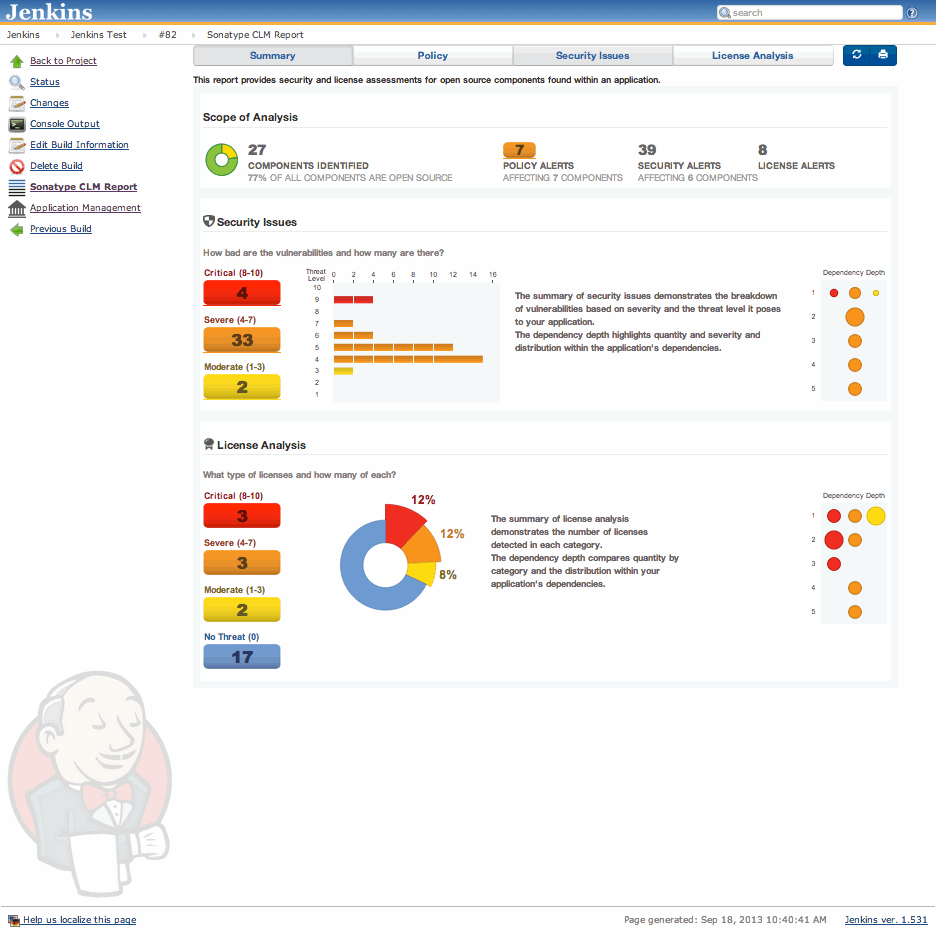 Jenkins
search
?
Jenkins Jenkins Test #82 Sonatype CLM Report
Back to Project
Status
Changes
Console Output
Edit Build Information
Delete Build
Sonatype CLM Report
Application Management
Previous Build
Summary Policy Security Issues License Analysis
This report provides security and license assessments for open source components found within an application.
Scope of Analysis
27
COMPONENTS IDENTIFIED
77% OF ALL COMPONENTS ARE OPEN SOURCE
7
POLICY ALERTS
AFFECTING 7 COMPONENTS
39
SECURITY ALERTS
AFFECTING 6 COMPONENTS
8
LICENSE ALERTS
Security Issues
How bad are the vulnerabilities and how many are there?
Critical (8-10)
4
Severe (4-7)
33
Moderate (1-3)
2
Threat
Level
0 2 4 6 8 10 12 14 16
10
9
8
7
6
5
4
3
2
1
The summary of security issues demonstrates the breakdown
of vulnerabilities based on severity and the threat level it poses
to your application.
The dependency depth highlights quantity and severity and
distribution within the application's dependencies.
Dependency Depth
1
2
3
4
5
License Analysis
What type of licenses and how many of each?
Critical (8-10)
3
Severe (4-7)
3
Moderate (1-3)
2
No Threat (0)
17
12%
12%
8%
The summary of license analysis
demonstrates the number of licenses
detected in each category.
The dependency depth compares quantity by
category and the distribution within your
application's dependencies.
Dependency Depth
1
2
3
4
5
Help us localize this page
Page generated: Sep 18, 2013 10:40:41 AM Jenkins ver. 1.531